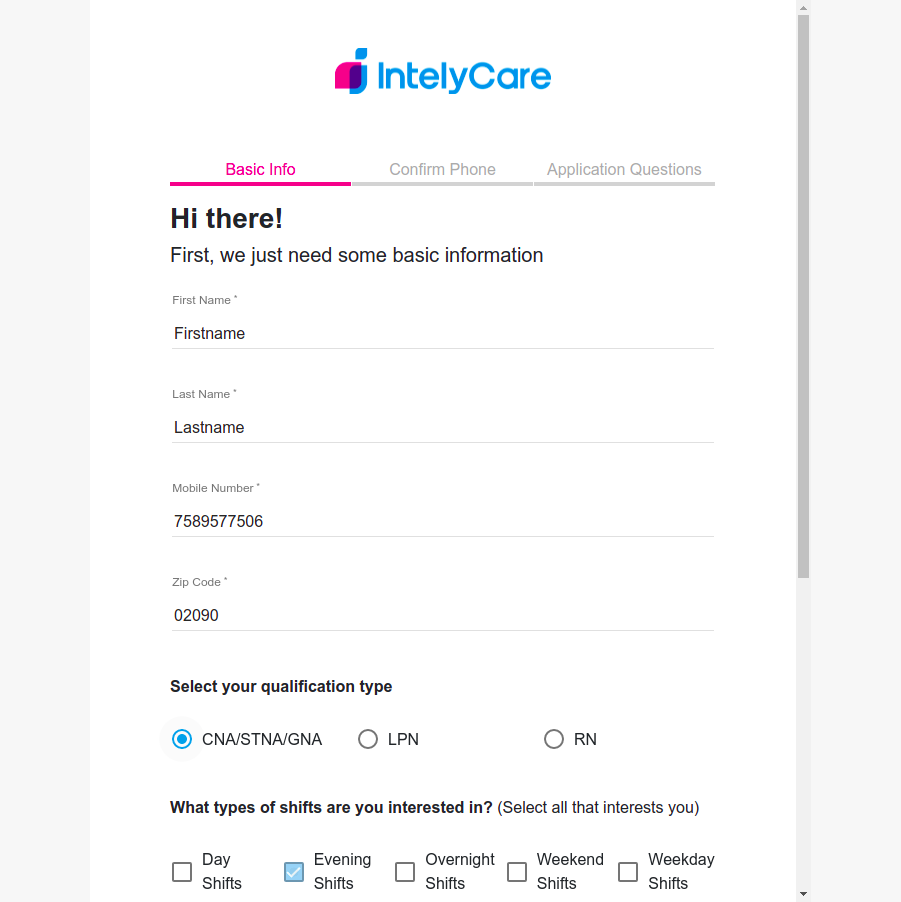 IntelyCare
Basic Info
Confirm Phone
Application Questions
Hi there!
First, we just need some basic information
First Name *
Firstname
Last Name *
Lastname
Mobile Number *
7589577506
Zip Code *
02090
Select your qualification type
CNA/STNA/GNA
LPN
RN
What types of shifts are you interested in? (Select all that interests you)
Day
Shifts
Evening
Shifts
Overnight
Shifts
Weekend
Shifts
Weekday
Shifts